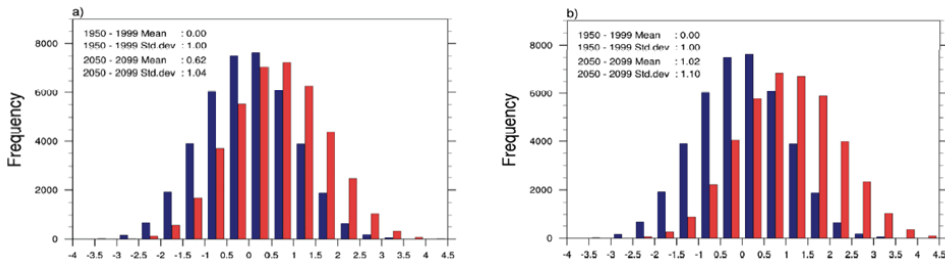 a)
1950 - 1999 Mean : 0.00
1950 - 1999 Std.dev : 1.00
2050 - 2099 Mean : 0.62
2050 - 2099 Std.dev : 1.04
Frequency
8000
6000
4000
2000
0
-4 -3.5 -3 -2.5 -2 -1.5 -1 -0.5 0 0.5 0 0.5 1 1.5 2 2.5 3 3.5 4 4.5
b)
1950 - 1999 Mean : 0.00
1950 - 1999 Std.dev : 1.00
2050 - 2099 Mean : 1.02
2050 - 2099 Std.dev : 1.10
Frequency
8000
6000
4000
2000
0
-4 -3.5 -3 -2.5 -2 -1.5 -1 0.5 0 0.5 1 1.5 2 2.5 3 3.5 4 4.5